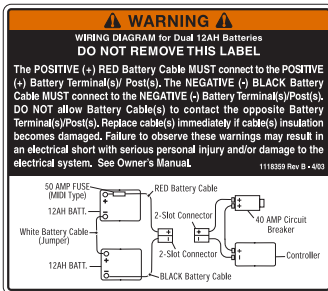 WARNING
WIRING DIAGRAM for Dual 12AH Batteries
DO NOT REMOVE THIS LABEL
The POSITIVE (+) RED Battery Cable MUST connect to the POSITIVE
(+) Battery Terminal(s)/ Post(s). The NEGATIVE (-) BLACK Battery
Cable MUST connect to the NEGATIVE (-) Battery Terminal(s)/Post(s).
DO NOT allow Battery Cable(s) to contact the opposite Battery
Terminal(s)/Post(s). Replace cable(s) immediately if cable(s) insulation
becomes damaged. Failure to observe these warnings may result in
an electrical short with serious personal injury and/or damage to the
electrical system. See Owner's Manual.
1118359 Rev B • 4/03
50 AMP FUSE
(MIDI Type)
RED Battery Cable
12AH BATT.
2-Slot Connector
40 AMP Circuit
Breaker
White Battery Cable
(Jumper)
2-Slot Connector
12AH BATT.
Controller
BLACK Battery Cable